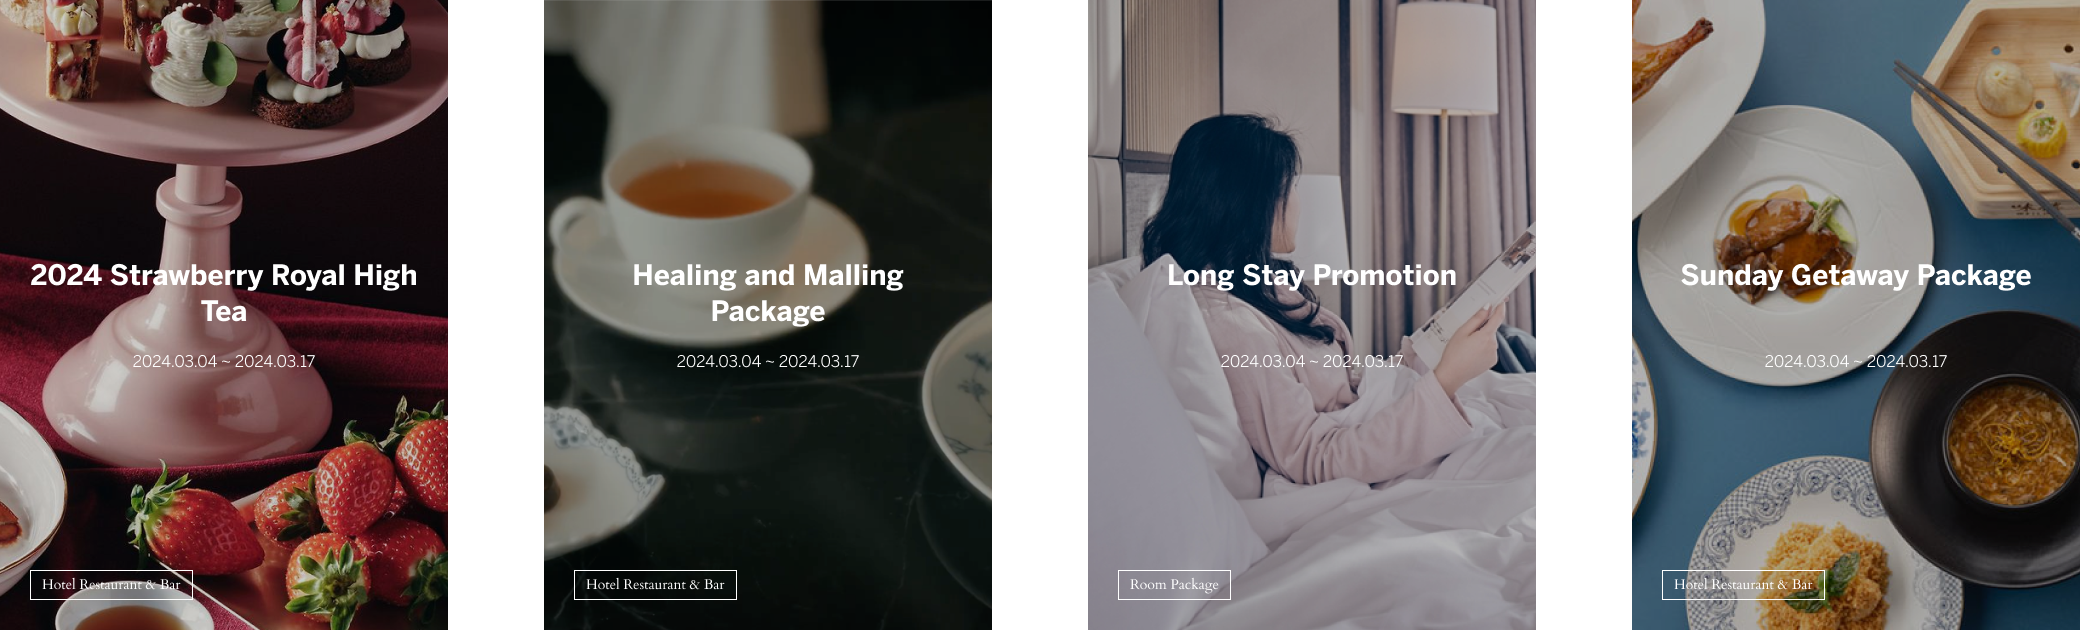 2024 Strawberry Royal High
Tea
2024.03.04 ~ 2024.03.17
Hotel Restaurant & Bar
Healing and Malling
Package
2024.03.04 ~ 2024.03.17
Hotel Restaurant & Bar
Long Stay Promotion
2024.03.04 ~ 2024.03.17
Room Package
Sunday Getaway Package
2024.03.04 ~ 2024.03.17
Hotel Restaurant & Bar